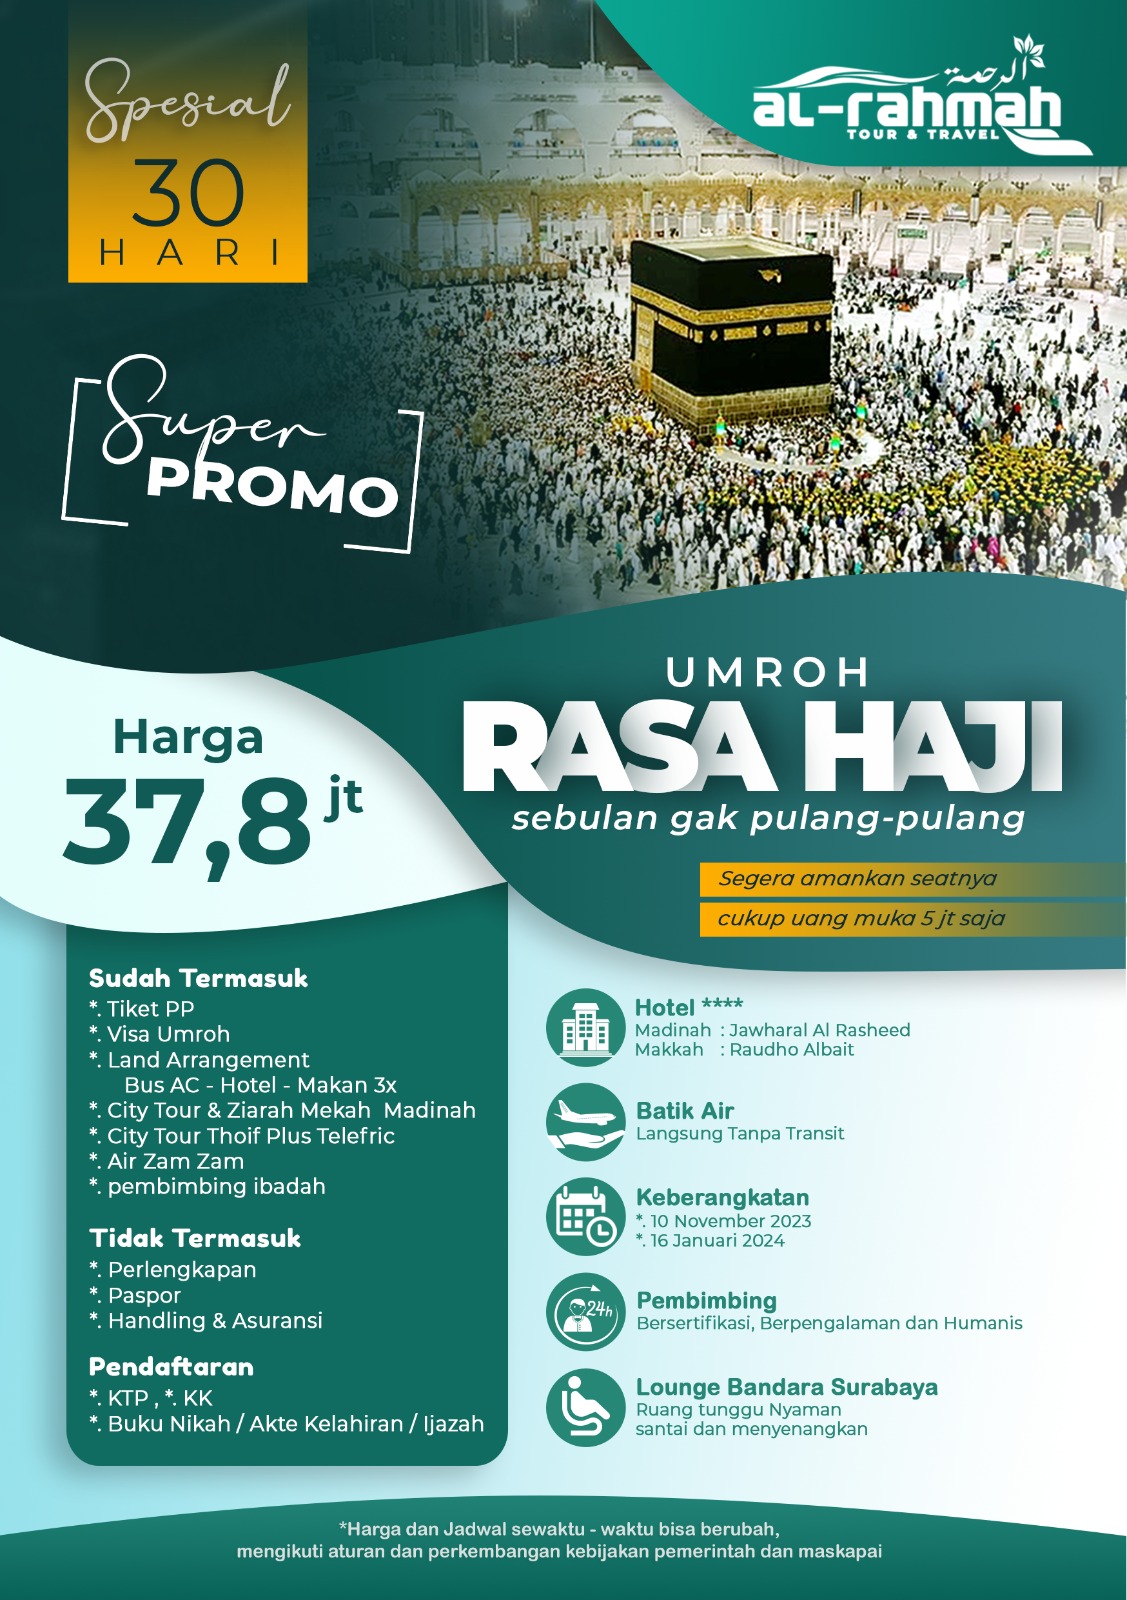 Spesial
30
HARI
الرحمة
al-rahmah
TOUR & TRAVEL
Super
PROMO
UMROH
RASA HAJI
sebulan gak pulang-pulang
Harga
37,8 jt
Segera amankan seatnya
cukup uang muka 5 jt saja
Sudah Termasuk
*. Tiket PP
*. Visa Umroh
*. Land Arrangement
Bus AC - Hotel - Makan 3x
*. City Tour & Ziarah Mekah Madinah
*. City Tour Thoif Plus Telefric
*. Air Zam Zam
*. pembimbing ibadah
Tidak Termasuk
*. Perlengkapan
*. Paspor
*. Handling & Asuransi
Pendaftaran
*. KTP , *. KK
*. Buku Nikah / Akte Kelahiran / Ijazah
Hotel ****
Madinah : Jawharal Al Rasheed
Makkah : Raudho Albait
Batik Air
Langsung Tanpa Transit
Keberangkatan
*. 10 November 2023
*. 16 Januari 2024
24h
Pembimbing
Bersertifikasi, Berpengalaman dan Humanis
Lounge Bandara Surabaya
Ruang tunggu Nyaman
santai dan menyenangkan
*Harga dan Jadwal sewaktu - waktu bisa berubah,
mengikuti aturan dan perkembangan kebijakan pemerintah dan maskapai